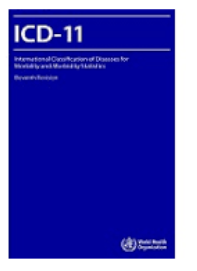 ICD-11
International Classification of Diseases for
Mortality and Morbidity Statistics
Eleventh Revision
World Health
Organization